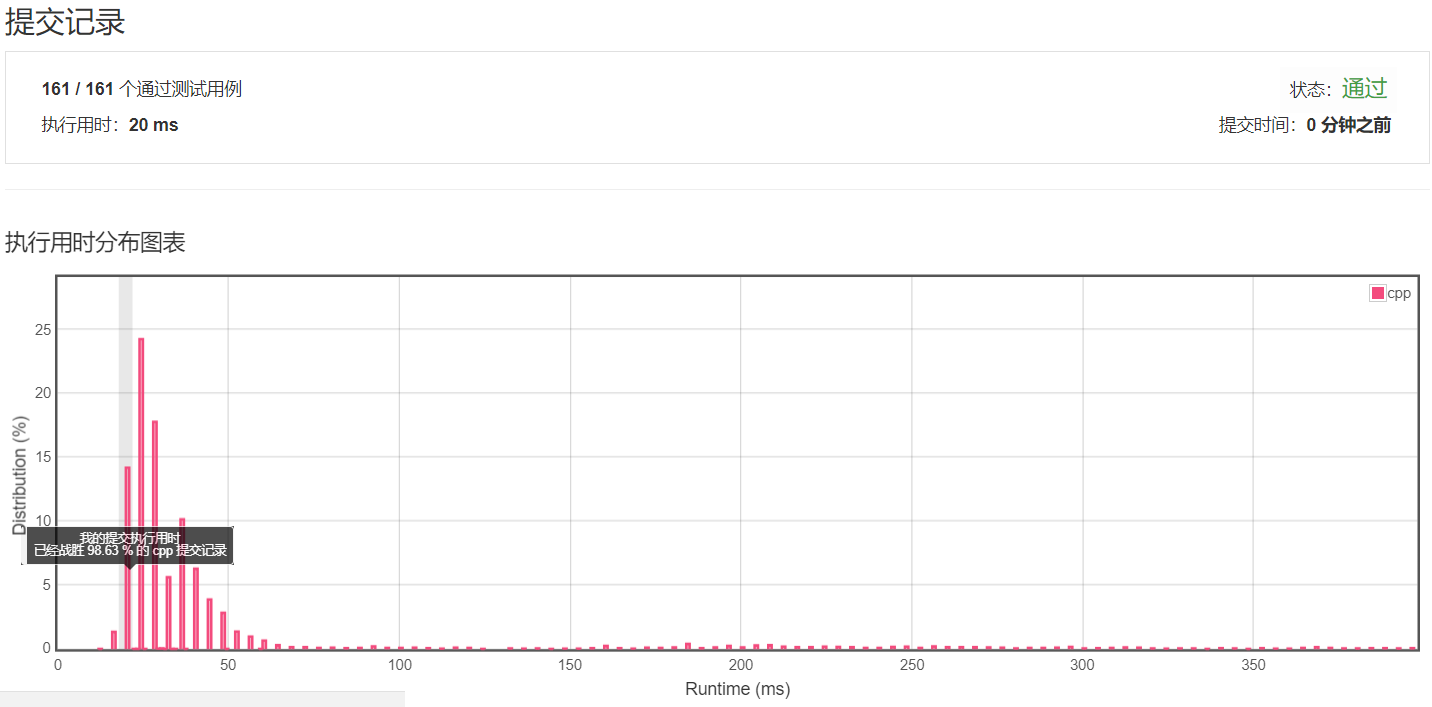 提交记录
161 / 161 个通过测试用例
状态：通过
执行用时：20 ms
提交时间：0 分钟之前
执行用时分布图表
cpp
25
20
15
10
5
0
Distribution (%)
我的提交执行用时
已经战胜 98.63 % 的 cpp 提交记录
0 50 100 150 200 250 300 350
Runtime (ms)